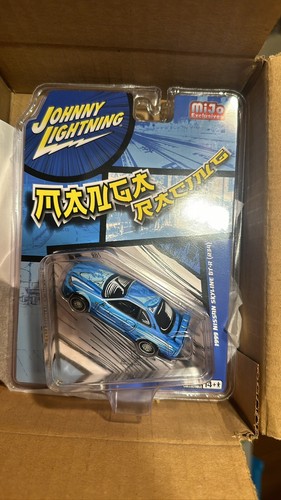 JOHNNY
LIGHTNING
MiJo
Exclusives
MANGA
RACING
1999 NISSAN SKYLINE GT-R (R34)